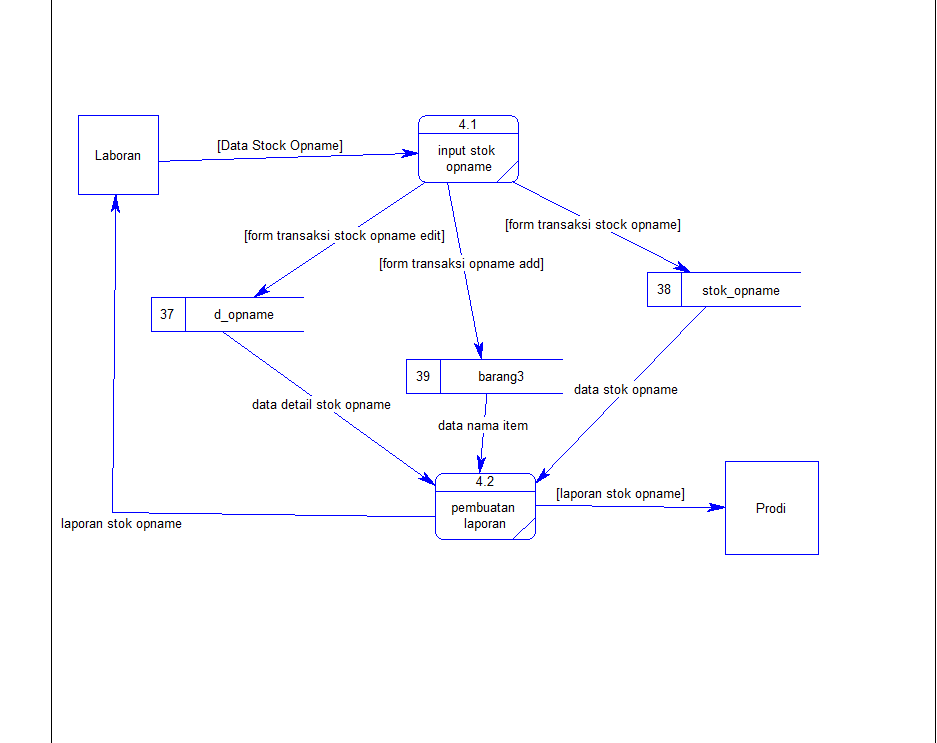 4.1
Laboran
[Data Stock Opname]
input stok
opname
[form transaksi stock opname edit]
[form transaksi opname add]
[form transaksi stock opname]
37
d_opname
38
stok_opname
39
barang3
data detail stok opname
data nama item
data stok opname
4.2
pembuatan
laporan
[laporan stok opname]
Prodi
laporan stok opname